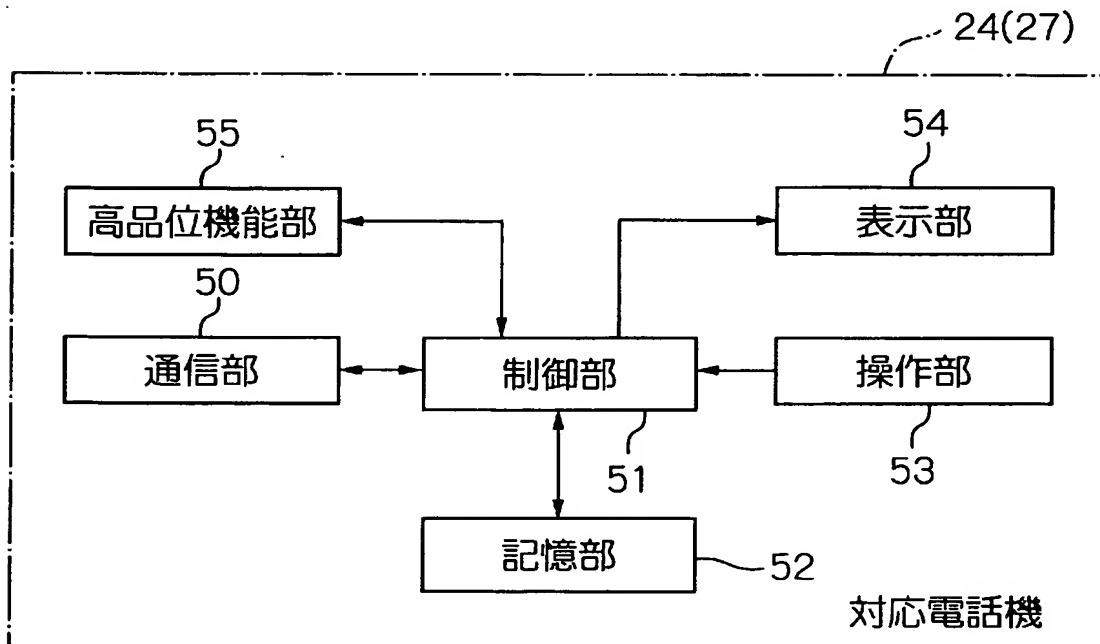 24(27)
55
54
高品位機能部
表示部
50
通信部
制御部
操作部
51
53
記憶部
52
対応電話機